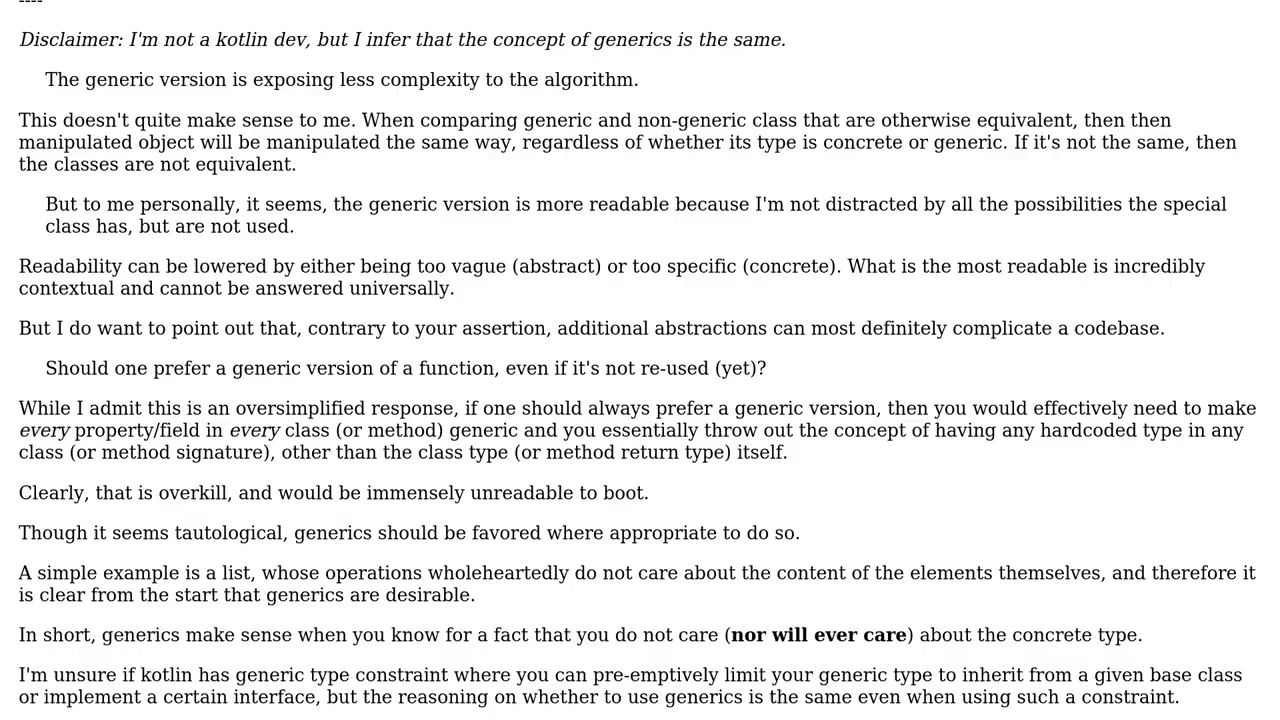 ----
Disclaimer: I'm not a kotlin dev, but I infer that the concept of generics is the same.
The generic version is exposing less complexity to the algorithm.
This doesn't quite make sense to me. When comparing generic and non-generic class that are otherwise equivalent, then then
manipulated object will be manipulated the same way, regardless of whether its type is concrete or generic. If it's not the same, then
the classes are not equivalent.
But to me personally, it seems, the generic version is more readable because I'm not distracted by all the possibilities the special
class has, but are not used.
Readability can be lowered by either being too vague (abstract) or too specific (concrete). What is the most readable is incredibly
contextual and cannot be answered universally.
But I do want to point out that, contrary to your assertion, additional abstractions can most definitely complicate a codebase.
Should one prefer a generic version of a function, even if it's not re-used (yet)?
While I admit this is an oversimplified response, if one should always prefer a generic version, then you would effectively need to make
every property/field in every class (or method) generic and you essentially throw out the concept of having any hardcoded type in any
class (or method signature), other than the class type (or method return type) itself.
Clearly, that is overkill, and would be immensely unreadable to boot.
Though it seems tautological, generics should be favored where appropriate to do so.
A simple example is a list, whose operations wholeheartedly do not care about the content of the elements themselves, and therefore it
is clear from the start that generics are desirable.
In short, generics make sense when you know for a fact that you do not care (nor will ever care) about the concrete type.
I'm unsure if kotlin has generic type constraint where you can pre-emptively limit your generic type to inherit from a given base class
or implement a certain interface, but the reasoning on whether to use generics is the same even when using such a constraint.